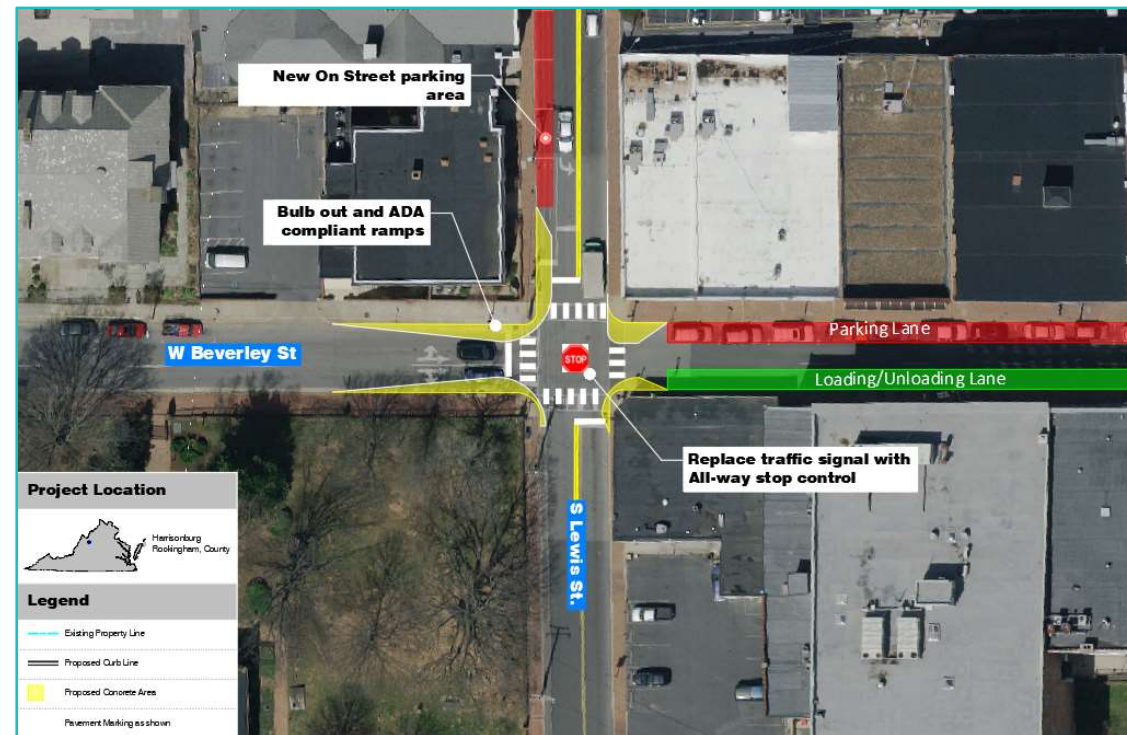 New On Street parking
area
Bulb out and ADA
compliant ramps
W Beverley St
STOP
Parking Lane
Loading/Unloading Lane
Replace traffic signal with
All-way stop control
S Lewis St.
Project Location
Harrisonburg
Rockingham, County
Legend
Existing Property Line
Proposed Curb Line
Proposed Concrete Area
Pavement Marking as shown